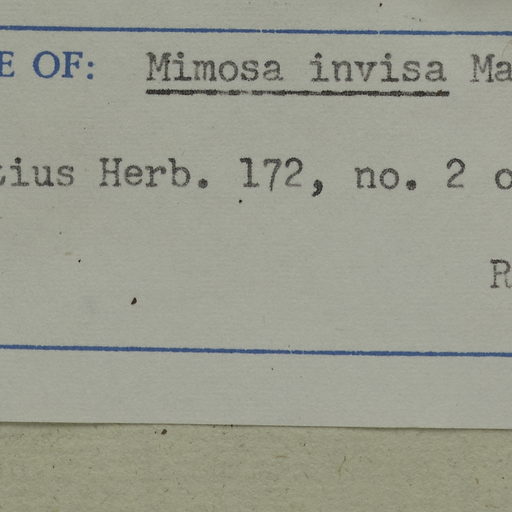 E OF: Mimosa invisa Ma
tius Herb. 172, no. 2 o
R